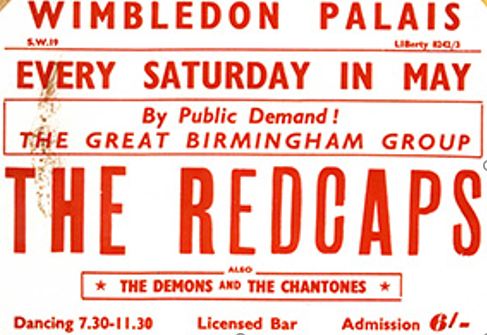 WIMBLEDON PALAIS
S.W.19 LIBerty 8242/3
EVERY SATURDAY IN MAY
By Public Demand!
THE GREAT BIRMINGHAM GROUP
THE REDCAPS
ALSO
★ THE DEMONS AND THE CHANTONES ★
Dancing 7.30-11.30 Licensed Bar Admission 6/-